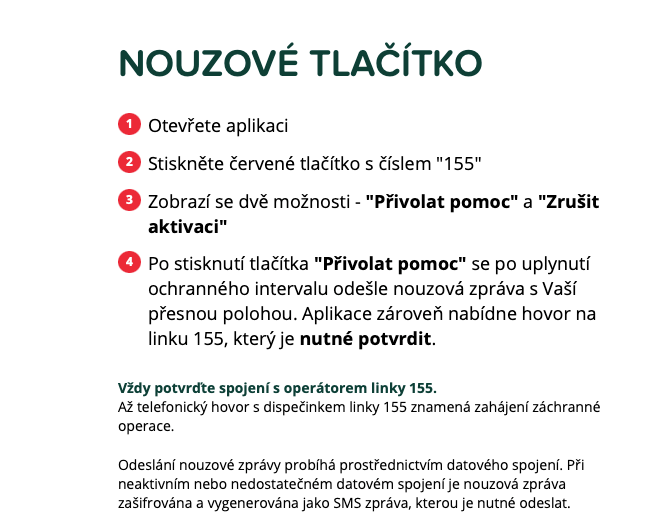 NOUZOVÉ TLAČÍTKO
1 Otevřete aplikaci
2 Stiskněte červené tlačítko s číslem "155"
3 Zobrazí se dvě možnosti - "Přivolat pomoc" a "Zrušit
aktivaci"
4 Po stisknutí tlačítka "Přivolat pomoc" se po uplynutí
ochranného intervalu odešle nouzová zpráva s Vaší
přesnou polohou. Aplikace zároveň nabídne hovor na
linku 155, který je nutné potvrdit.
Vždy potvrďte spojení s operátorem linky 155.
Až telefonický hovor s dispečinkem linky 155 znamená zahájení záchranné
operace.
Odeslání nouzové zprávy probíhá prostřednictvím datového spojení. Při
neaktivním nebo nedostatečném datovém spojení je nouzová zpráva
zašifrována a vygenerována jako SMS zpráva, kterou je nutné odeslat.